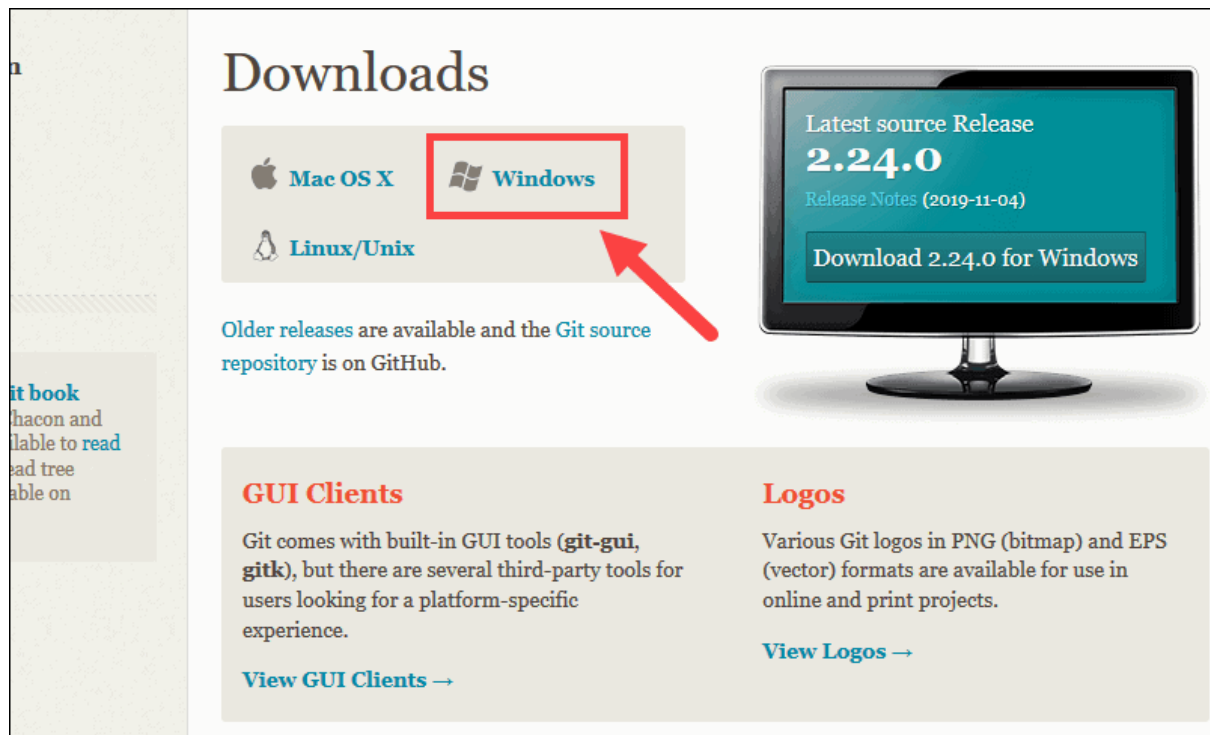 Downloads
Mac OS X
Windows
Linux/Unix
Older releases are available and the Git source
repository is on GitHub.
Latest source Release
2.24.0
Release Notes (2019-11-04)
Download 2.24.0 for Windows
it book
and
to read
tree
on
GUI Clients
Git comes with built-in GUI tools (git-gui,
gitk), but there are several third-party tools for
users looking for a platform-specific
experience.
View GUI Clients →
Logos
Various Git logos in PNG (bitmap) and EPS
(vector) formats are available for use in
online and print projects.
View Logos →